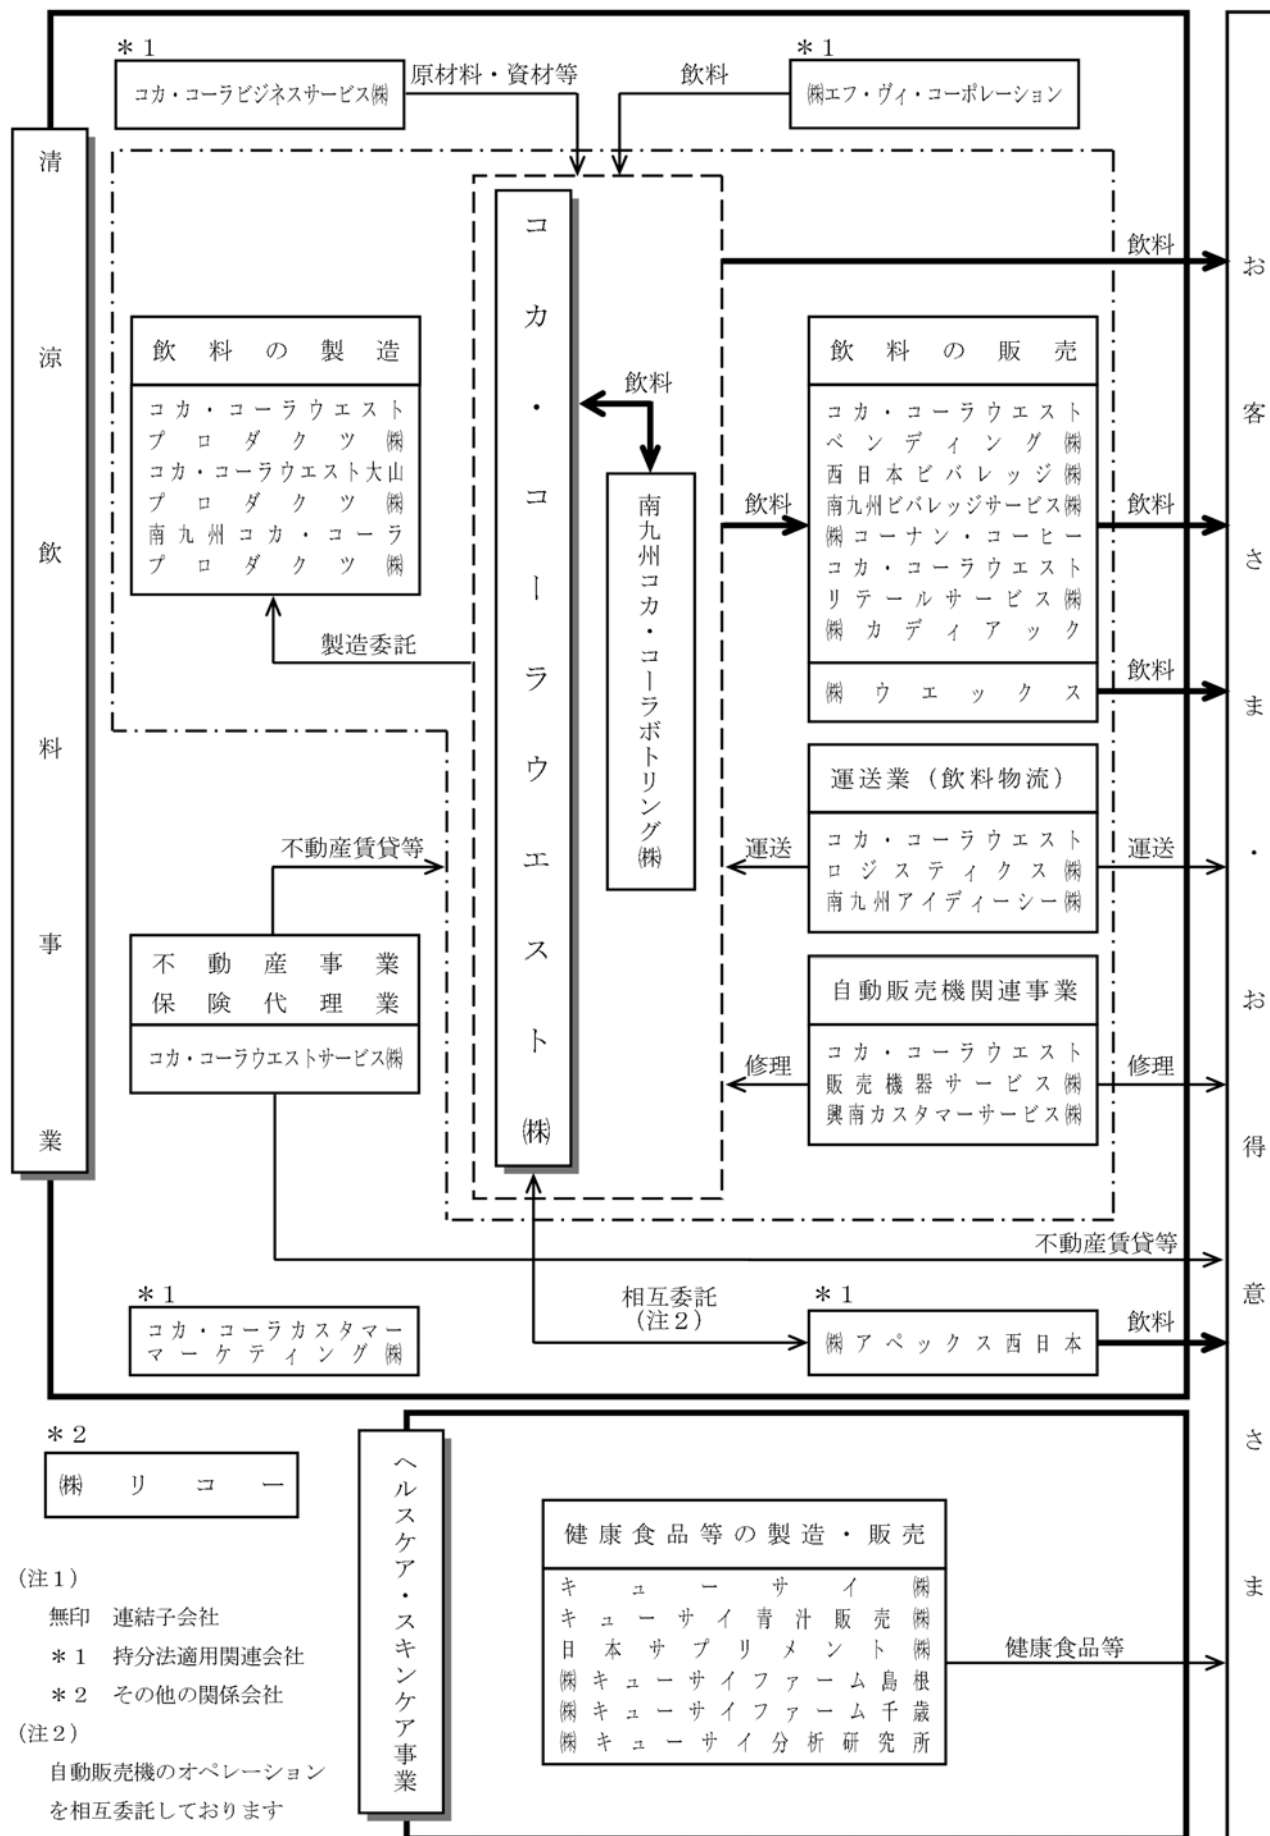 ＊1
コカ・コーラビジネスサービス㈱
原材料・資材等
飲料
＊1
㈱エフ・ヴィ・コーポレーション
清涼飲料事業
コカ・コーラウエスト㈱
飲料
南九州コカ・コーラボトリング㈱
飲料
飲料の製造
コカ・コーラウエスト
プロダクツ㈱
コカ・コーラウエスト大山
プロダクツ㈱
南九州コカ・コーラ
プロダクツ㈱
製造委託
飲料
飲料の販売
コカ・コーラウエスト
ベンディング㈱
西日本ビバレッジ㈱
南九州ビバレッジサービス㈱
㈱コーナン・コーヒー
コカ・コーラウエスト
リテールサービス㈱
㈱カディアック
㈱ウエックス
飲料
飲料
運送業（飲料物流）
コカ・コーラウエスト
ロジスティクス㈱
南九州アイディーシー㈱
運送
運送
自動販売機関連事業
コカ・コーラウエスト
販売機器サービス㈱
興南カスタマーサービス㈱
修理
修理
不動産賃貸等
不動産事業
保険代理業
コカ・コーラウエストサービス㈱
不動産賃貸等
＊1
コカ・コーラカスタマー
マーケティング㈱
相互委託
（注2）
＊1
㈱アペックス西日本
飲料
お客さま・お得意さま
＊2
㈱リコー
ヘルスケア・スキンケア事業
健康食品等の製造・販売
キューサイ㈱
キューサイ青汁販売㈱
日本サプリメント㈱
㈱キューサイファーム島根
㈱キューサイファーム千歳
㈱キューサイ分析研究所
健康食品等
（注1）
無印　連結子会社
＊1　持分法適用関連会社
＊2　その他の関係会社
（注2）
自動販売機のオペレーション
を相互委託しております